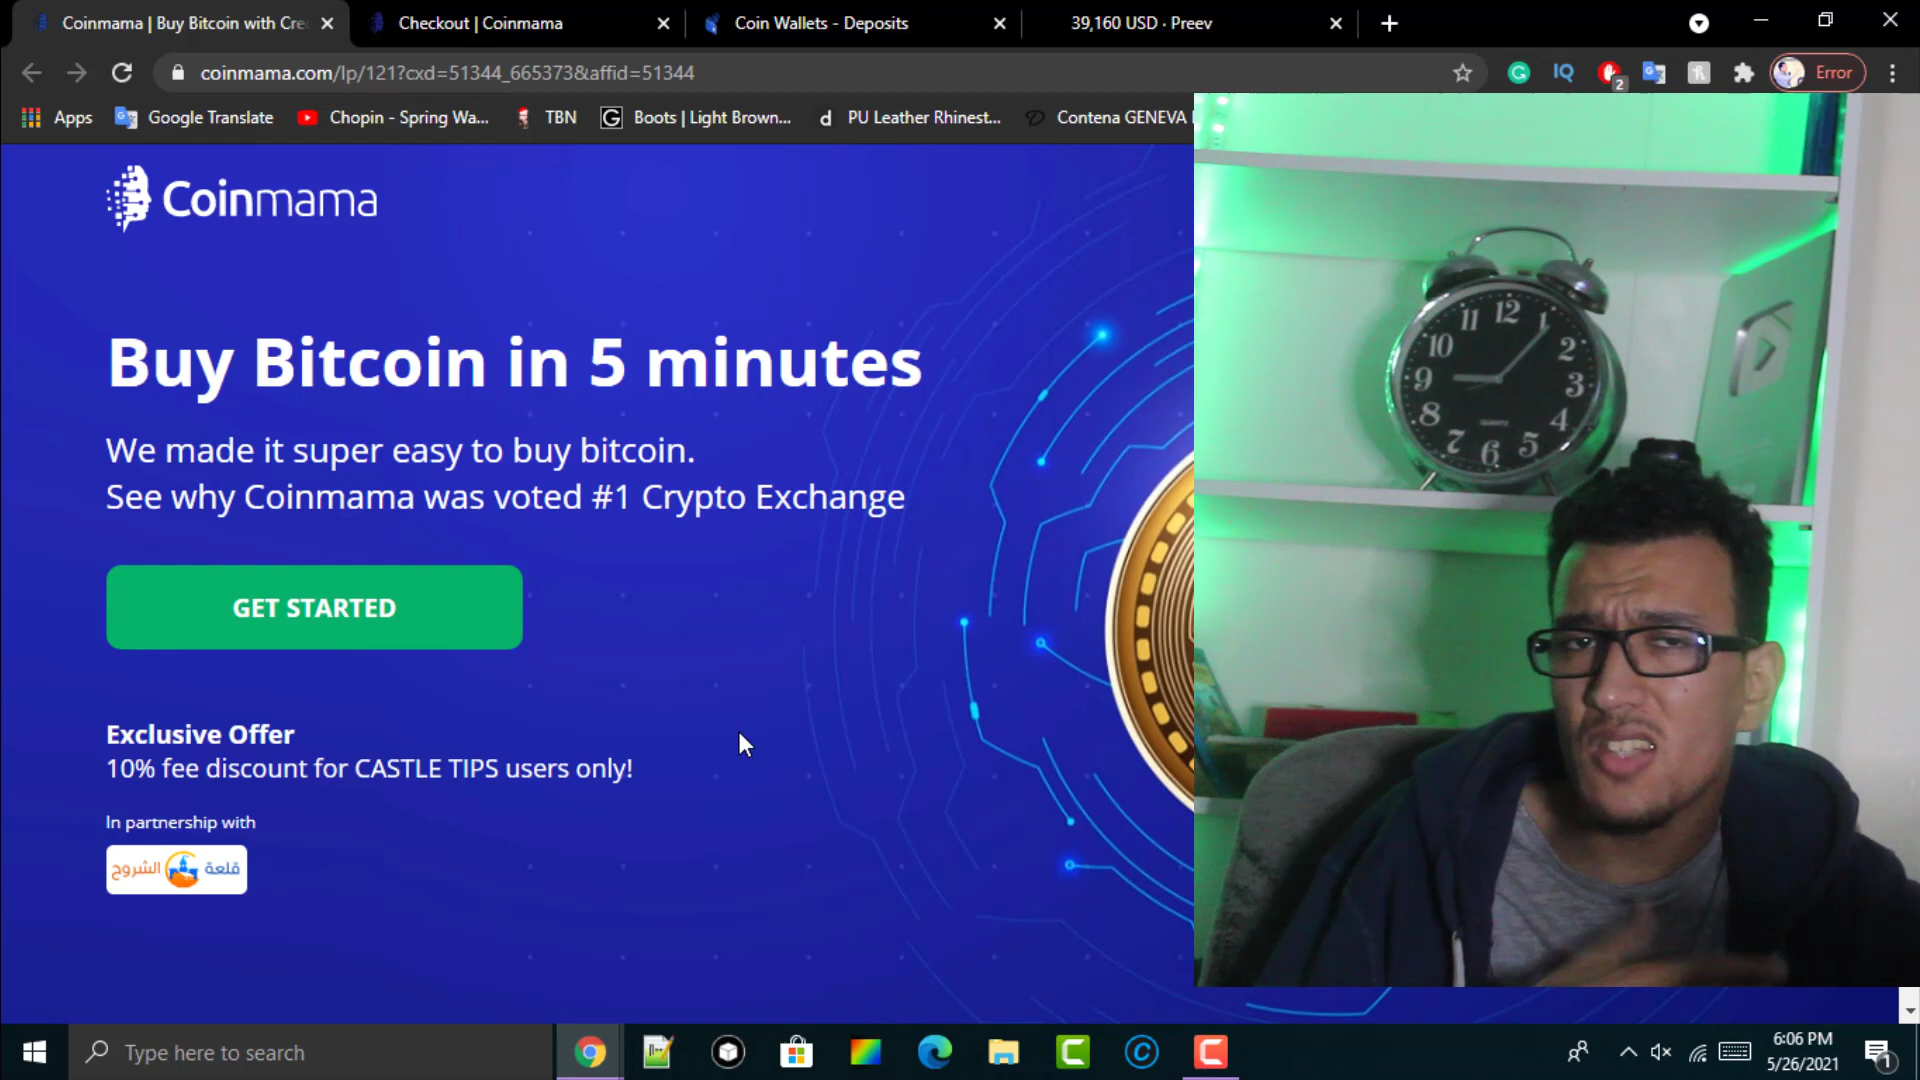 Coinmama | Buy Bitcoin with Cre
Checkout | Coinmama
Coin Wallets - Deposits
39,160 USD · Preev
coinmama.com/lp/121?cxd=51344_665373&affid=51344
IQ
2
Error
Apps
Google Translate
Chopin - Spring Wa...
TBN
Boots | Light Brown...
PU Leather Rhinest...
Contena GENEVA
Coinmama
Buy Bitcoin in 5 minutes
We made it super easy to buy bitcoin.
See why Coinmama was voted #1 Crypto Exchange
GET STARTED
Exclusive Offer
10% fee discount for CASTLE TIPS users only!
In partnership with
قلعة الشروح
12
1
2
3
4
5
6
7
8
9
10
11
QUARTZ
Type here to search
6:06 PM
5/26/2021
1